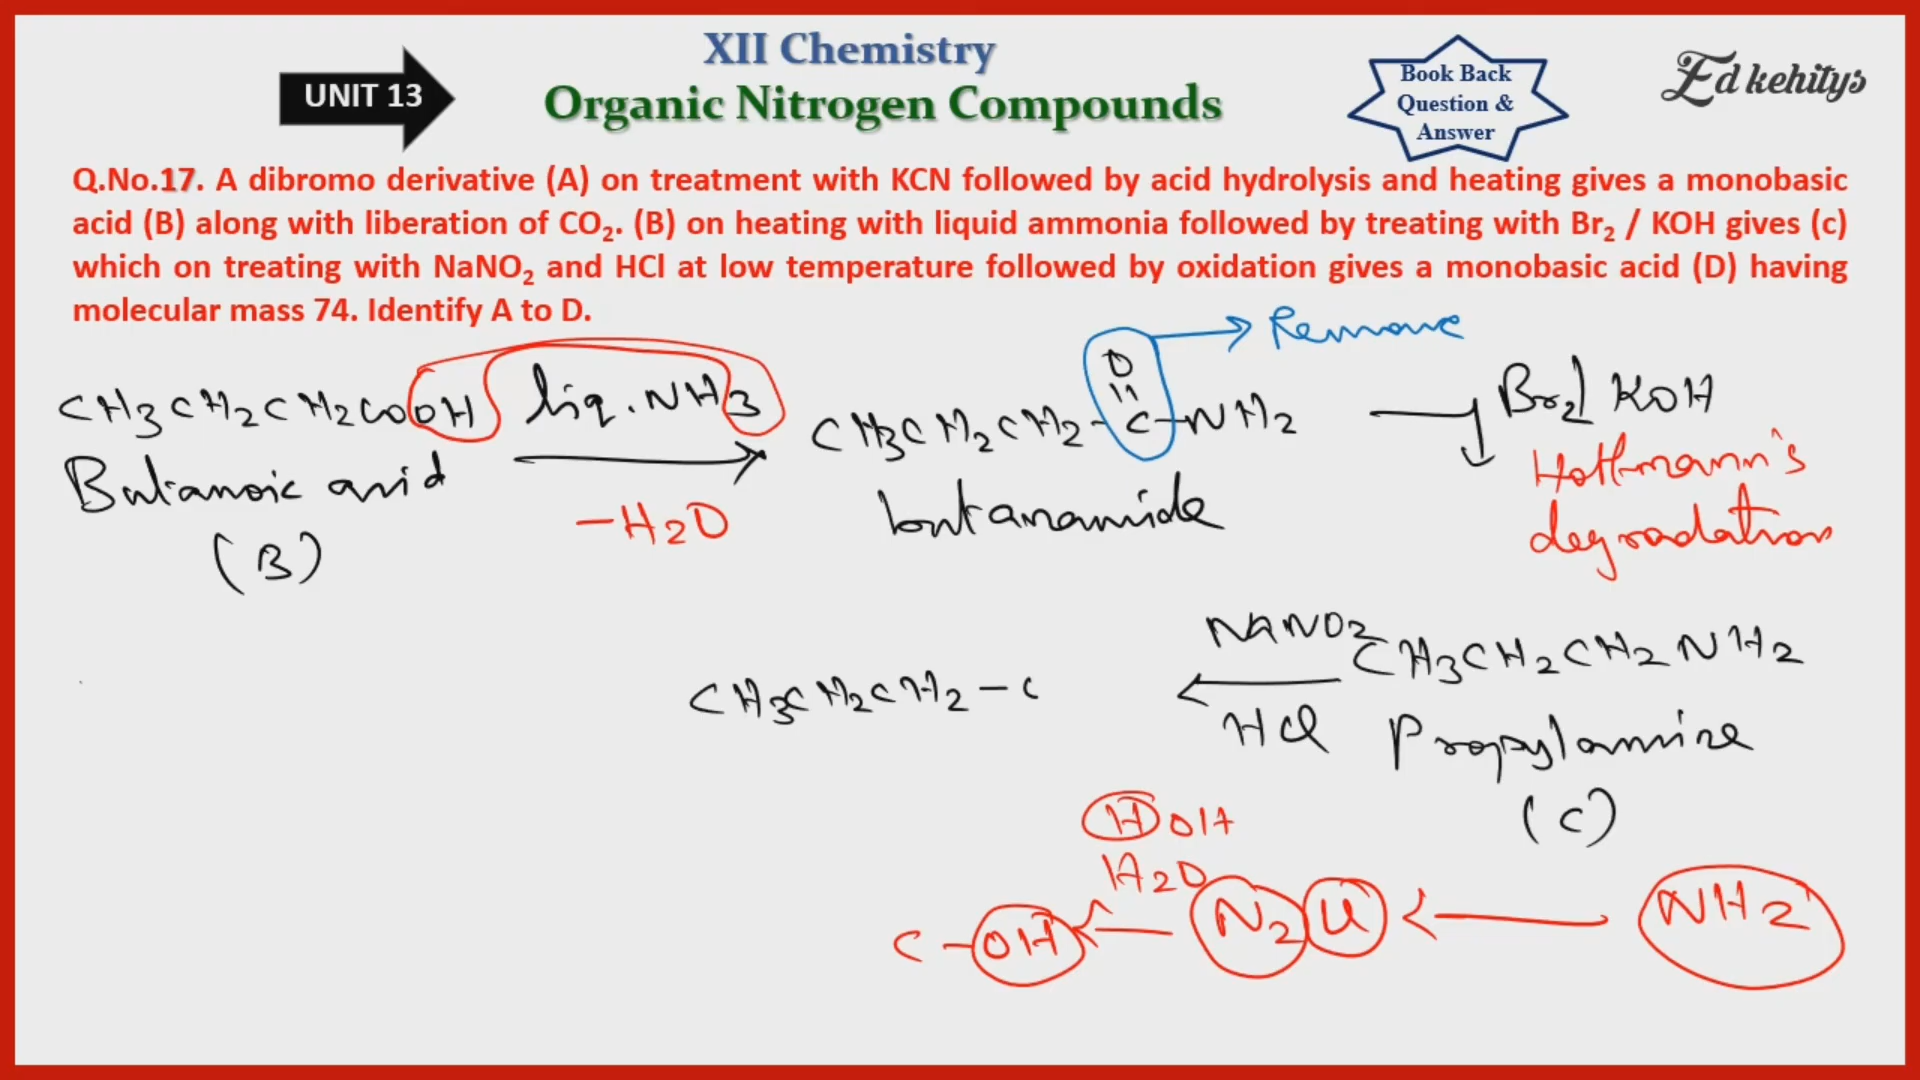 XII Chemistry
UNIT 13
Organic Nitrogen Compounds
Book Back
Question &
Answer
Ed kehitys
Q.No.17. A dibromo derivative (A) on treatment with KCN followed by acid hydrolysis and heating gives a monobasic
acid (B) along with liberation of CO₂. (B) on heating with liquid ammonia followed by treating with Br₂ / KOH gives (c)
which on treating with NaNO₂ and HCl at low temperature followed by oxidation gives a monobasic acid (D) having
molecular mass 74. Identify A to D.
Remove
O
||
CH3CH2CH2COOH liq.NH3 CH3CH2CH2-C-NH2 Br2/KOH
Butanoic acid
-H2O
butanamide
Hoffmann's
degradation
(B)
NaNO2
CH3CH2CH2NH2
CH3CH2CH2-C
HCl
Propylamine
(C)
HOH
H2O
C-OH N2Cl NH2